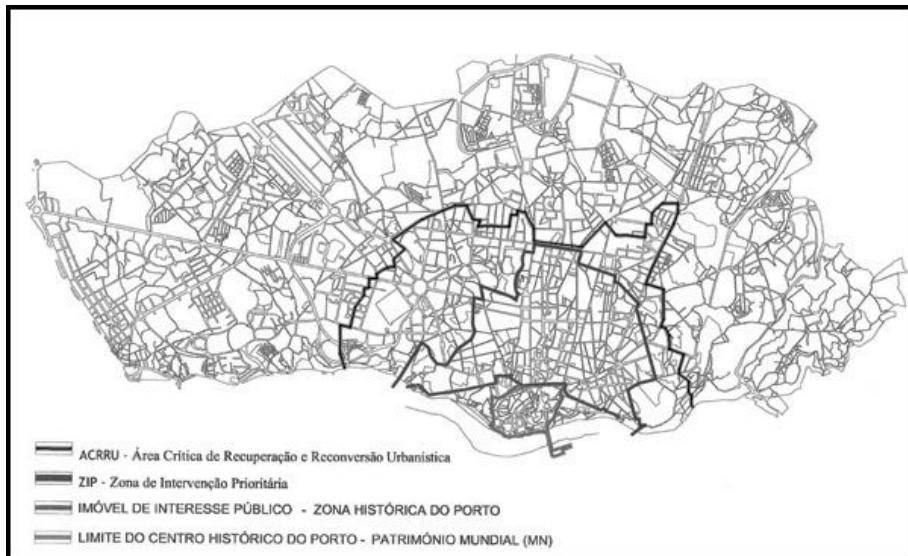 ACRRU - Área Crítica de Recuperação e Reconversão Urbanística
ZIP - Zona de Intervenção Prioritária
IMÓVEL DE INTERESSE PÚBLICO - ZONA HISTÓRICA DO PORTO
LIMITE DO CENTRO HISTÓRICO DO PORTO - PATRIMÓNIO MUNDIAL (MN)